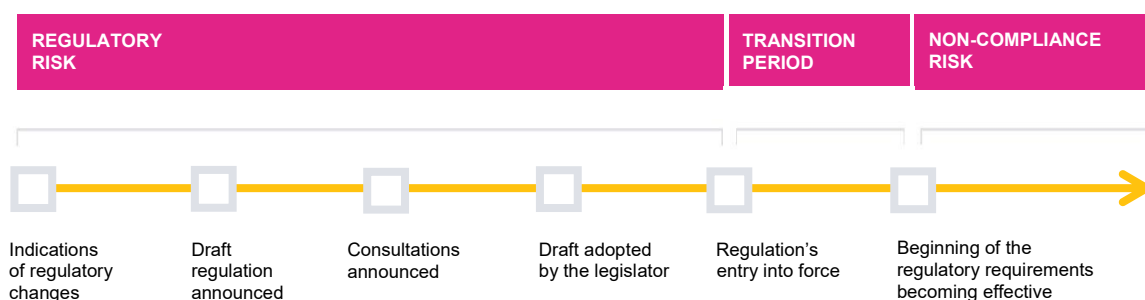 REGULATORY
RISK
TRANSITION
PERIOD
NON-COMPLIANCE
RISK
Indications
of regulatory
changes
Draft
regulation
announced
Consultations
announced
Draft adopted
by the legislator
Regulation's
entry into force
Beginning of the
regulatory requirements
becoming effective